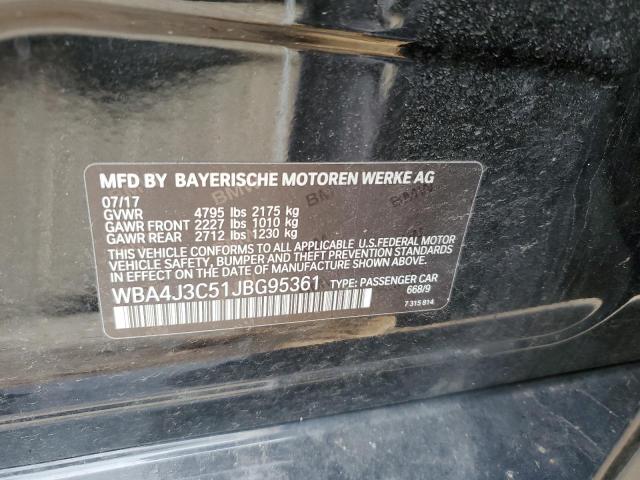 MFD BY BAYERISCHE MOTOREN WERKE AG
07/17
GVWR 4795 lbs 2175 kg
GAWR FRONT 2227 lbs 1010 kg
GAWR REAR 2712 lbs 1230 kg
THIS VEHICLE CONFORMS TO ALL APPLICABLE U.S.FEDERAL MOTOR
VEHICLE SAFETY, BUMPER, AND THEFT PREVENTION STANDARDS
IN EFFECT ON THE DATE OF MANUFACTURE SHOWN ABOVE.
WBA4J3C51JBG95361 TYPE: PASSENGER CAR
668/9
7 315 814